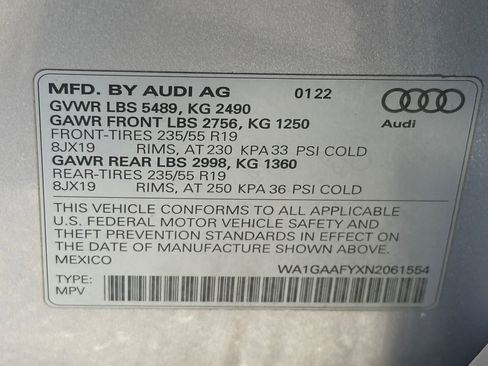 MFD. BY AUDI AG 01 22
GVWR LBS 5489, KG 2490
GAWR FRONT LBS 2756, KG 1250
FRONT-TIRES 235/55 R19
8JX19 RIMS, AT 230 KPA 33 PSI COLD
GAWR REAR LBS 2998, KG 1360
REAR-TIRES 235/55 R19
8JX19 RIMS, AT 250 KPA 36 PSI COLD
Audi
THIS VEHICLE CONFORMS TO ALL APPLICABLE
U.S. FEDERAL MOTOR VEHICLE SAFETY AND
THEFT PREVENTION STANDARDS IN EFFECT ON
THE DATE OF MANUFACTURE SHOWN ABOVE.
MEXICO WA1GAAFYXN2061554
TYPE:
MPV